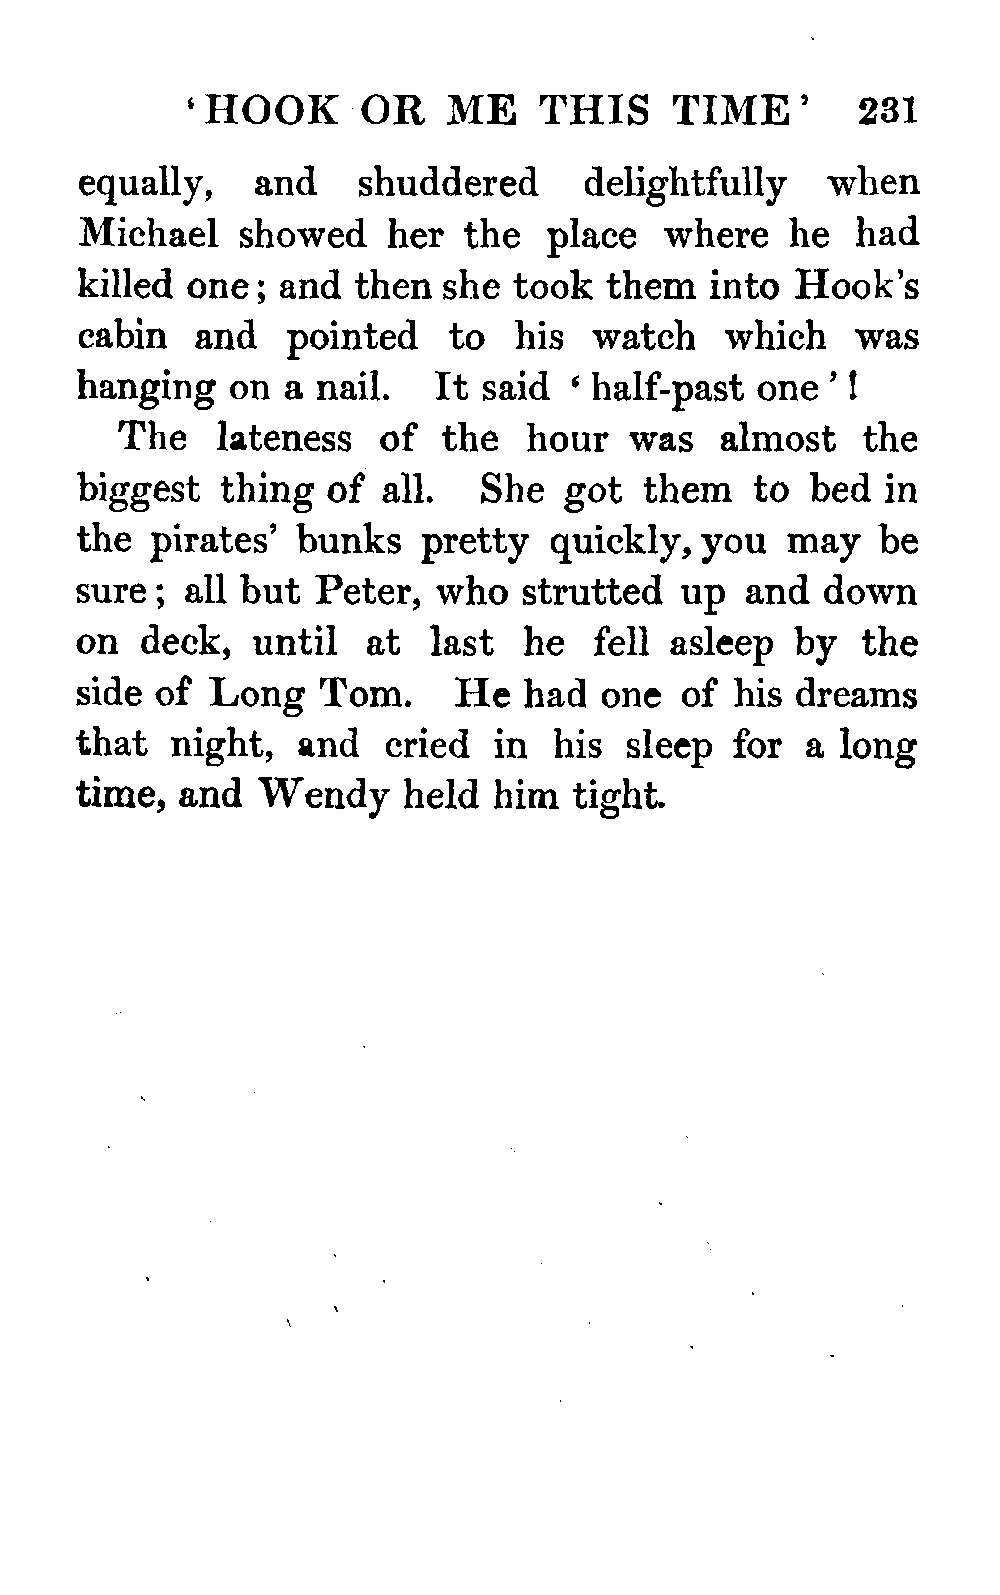 ‘HOOK OR ME THIS TIME’ 231
equally, and shuddered delightfully when
Michael showed her the place where he had
killed one; and then she took them into Hook's
cabin and pointed to his watch which was
hanging on a nail. It said ‘half-past one’!
The lateness of the hour was almost the
biggest thing of all. She got them to bed in
the pirates' bunks pretty quickly, you may be
sure; all but Peter, who strutted up and down
on deck, until at last he fell asleep by the
side of Long Tom. He had one of his dreams
that night, and cried in his sleep for a long
time, and Wendy held him tight.